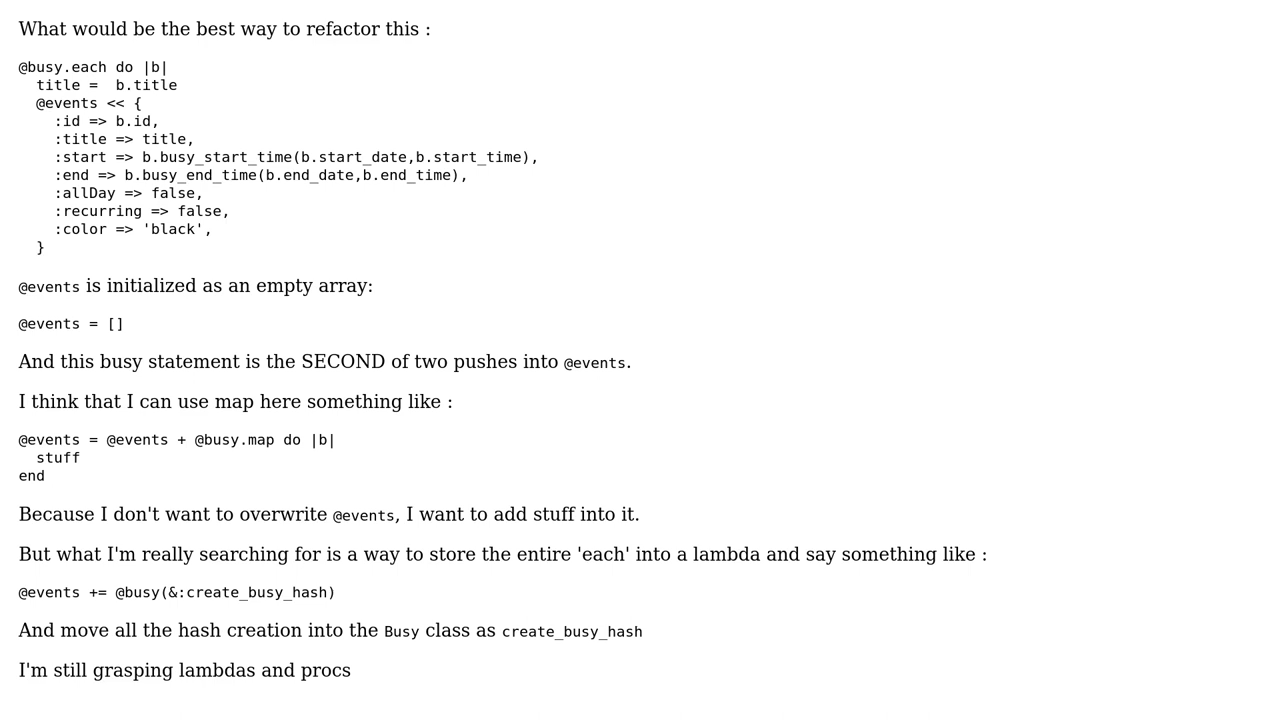 What would be the best way to refactor this :
@busy.each do |b|
  title =  b.title
  @events << {
    :id => b.id,
    :title => title,
    :start => b.busy_start_time(b.start_date,b.start_time),
    :end => b.busy_end_time(b.end_date,b.end_time),
    :allDay => false,
    :recurring => false,
    :color => 'black',
  }
@events is initialized as an empty array:
@events = []
And this busy statement is the SECOND of two pushes into @events.
I think that I can use map here something like :
@events = @events + @busy.map do |b|
  stuff
end
Because I don't want to overwrite @events, I want to add stuff into it.
But what I'm really searching for is a way to store the entire 'each' into a lambda and say something like :
@events += @busy(&:create_busy_hash)
And move all the hash creation into the Busy class as create_busy_hash
I'm still grasping lambdas and procs